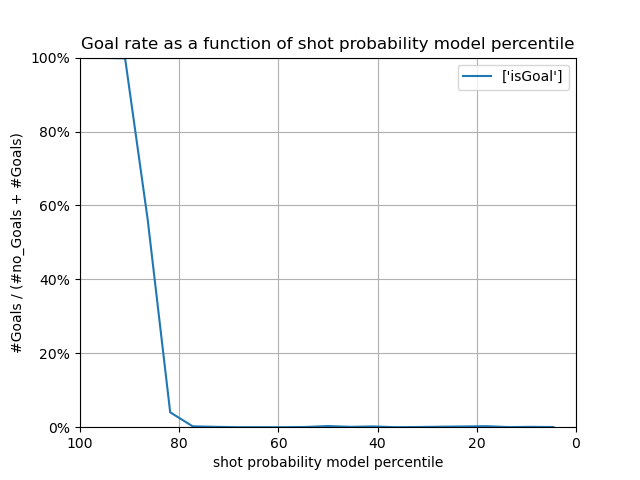 Goal rate as a function of shot probability model percentile
['isGoal']
#Goals / (#no_Goals + #Goals)
100%
80%
60%
40%
20%
0%
100 80 60 40 20 0
shot probability model percentile